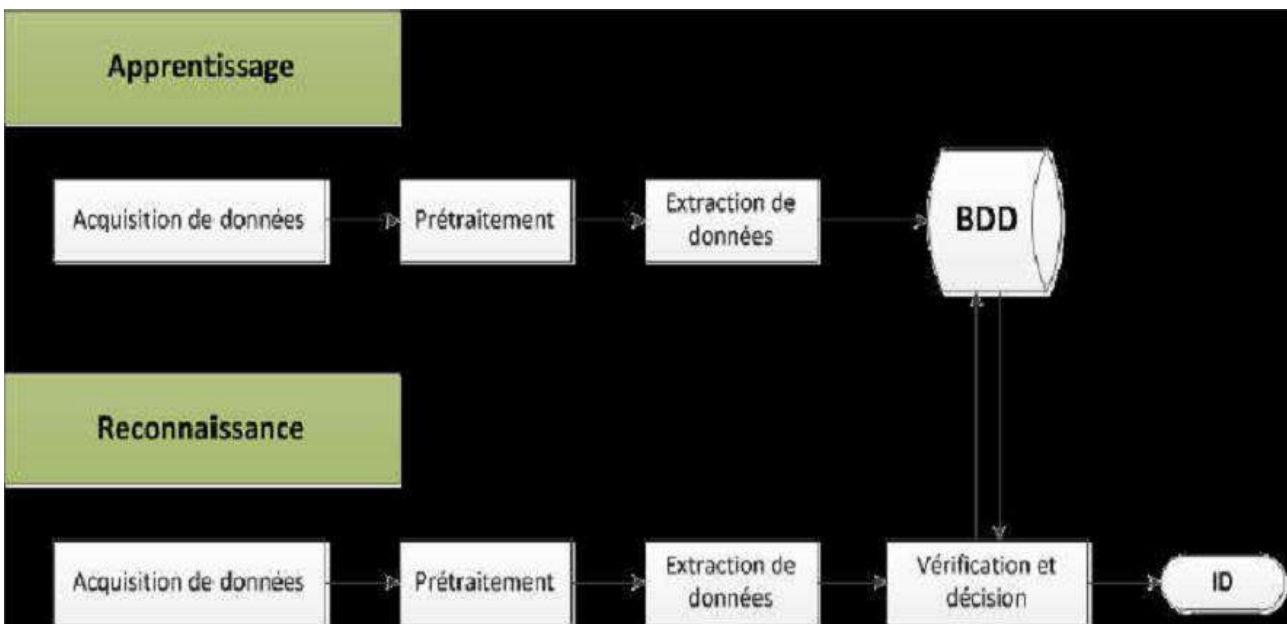 Apprentissage
Acquisition de données
Prétraitement
Extraction de
données
BDD
Reconnaissance
Acquisition de données
Prétraitement
Extraction de
données
Vérification et
décision
ID